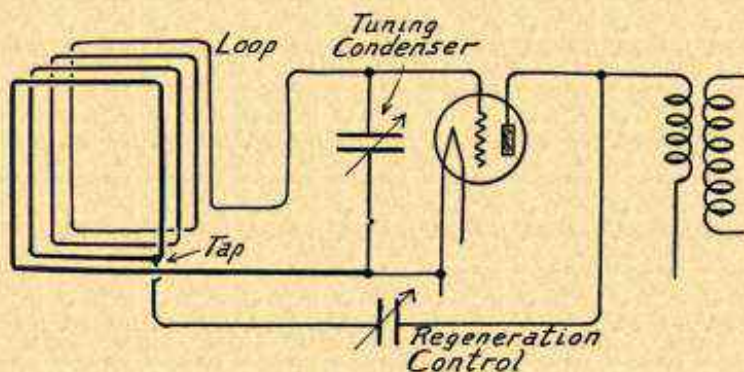 Tuning
Condenser
Loop
Tap
Regeneration
Control